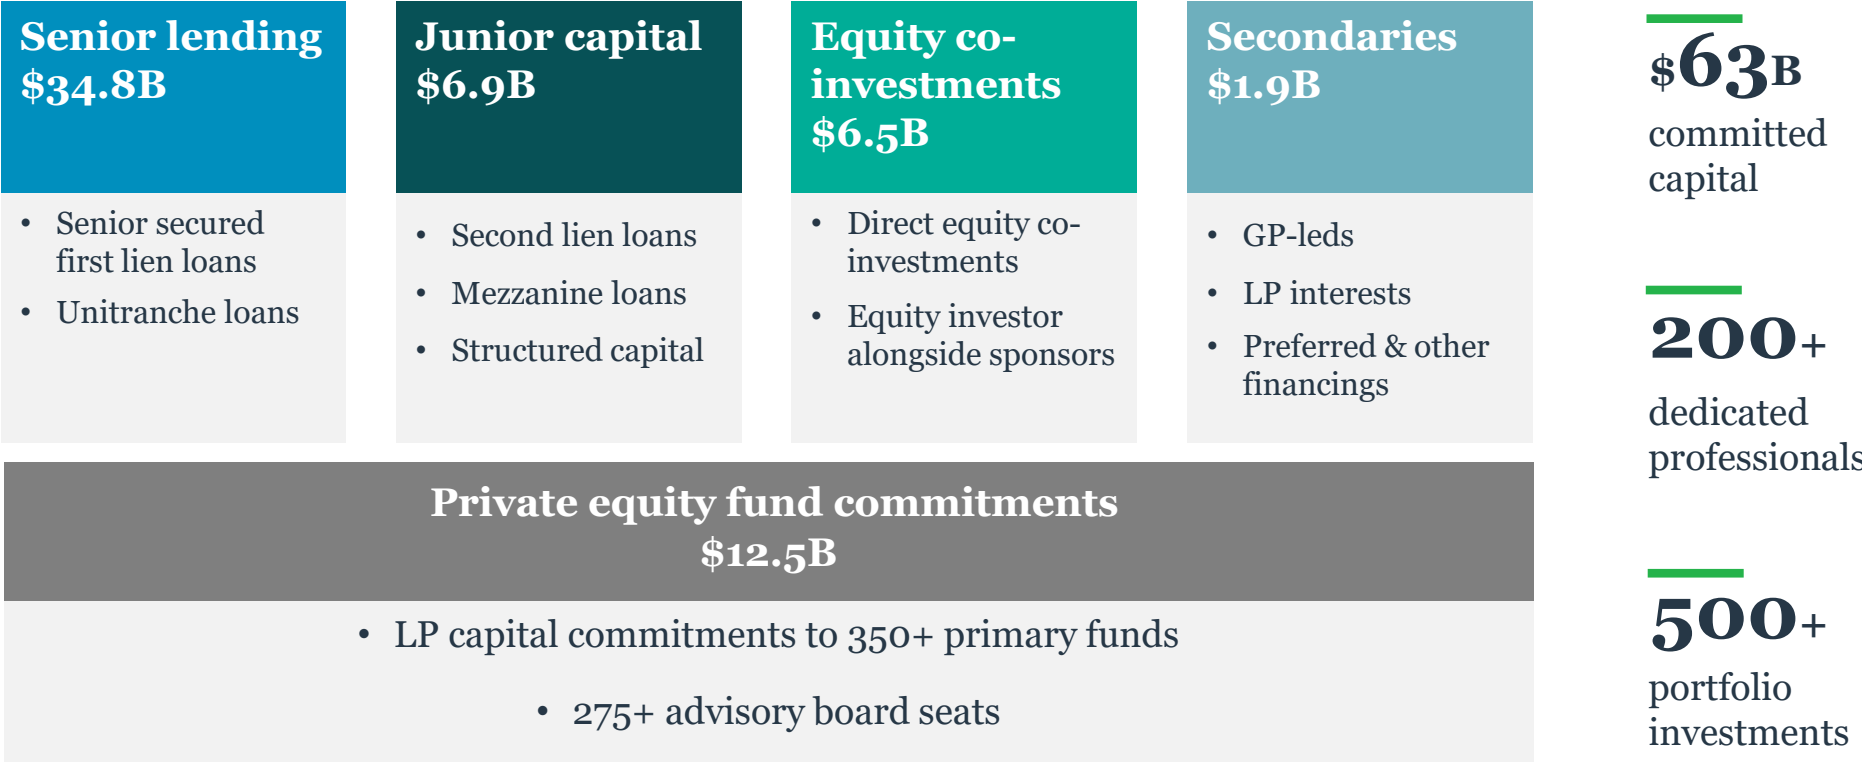 Senior lending
$34.8B
• Senior secured
first lien loans
• Unitranche loans
Junior capital
$6.9B
• Second lien loans
• Mezzanine loans
• Structured capital
Equity co-
investments
$6.5B
• Direct equity co-
investments
• Equity investor
alongside sponsors
Secondaries
$1.9B
• GP-leds
• LP interests
• Preferred & other
financings
Private equity fund commitments
$12.5B
• LP capital commitments to 350+ primary funds
• 275+ advisory board seats
$63B
committed
capital
200+
dedicated
professionals
500+
portfolio
investments